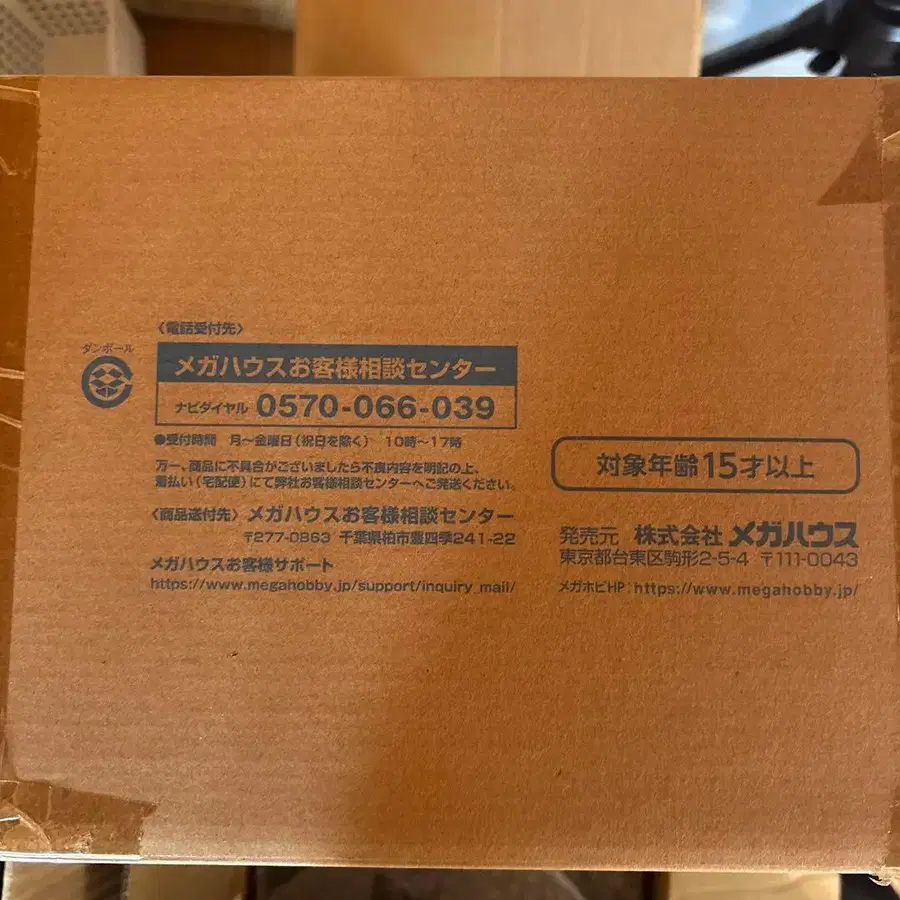 〈電話受付先〉
ダンボール
メガハウスお客様相談センター
ナビダイヤル 0570-066-039
●受付時間 月～金曜日(祝日を除く) 10時～17時
万一、商品に不具合がございましたら不良内容を明記の上、
着払い(宅配便)にて弊社お客様相談センターへご発送ください。
〈商品送付先〉メガハウスお客様相談センター
〒277-0863 千葉県柏市豊四季241-22
メガハウスお客様サポート
https://www.megahobby.jp/support/inquiry_mail/
対象年齢15才以上
発売元 株式会社 メガハウス
東京都台東区駒形2-5-4 〒111-0043
メガホビHP https://www.megahobby.jp/